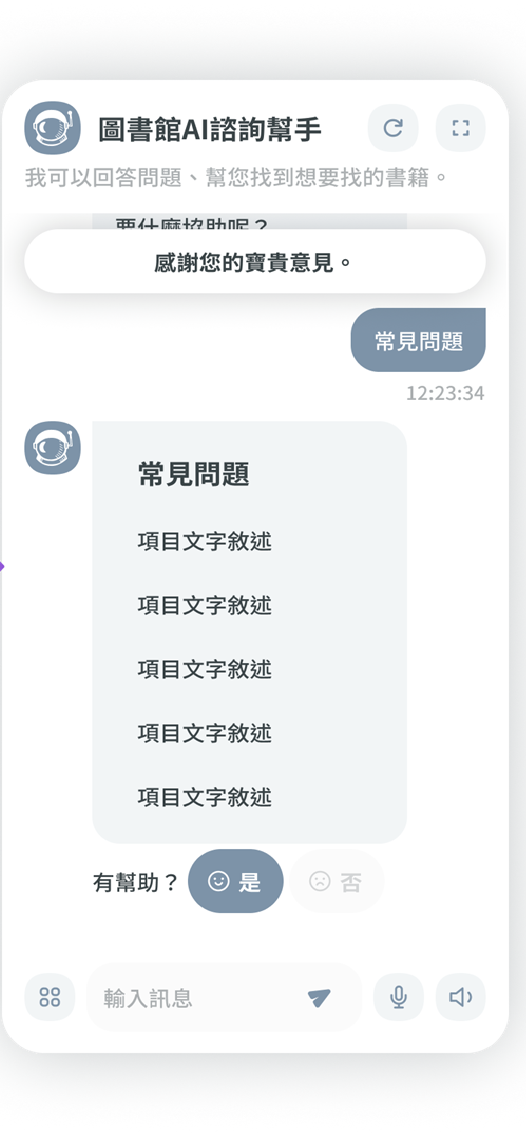 圖書館AI諮詢幫手
我可以回答問題、幫您找到想要找的書籍。
要什麼協助呢？
感謝您的寶貴意見。
常見問題
12:23:34
常見問題
項目文字敘述
項目文字敘述
項目文字敘述
項目文字敘述
項目文字敘述
有幫助？ 是 否
輸入訊息